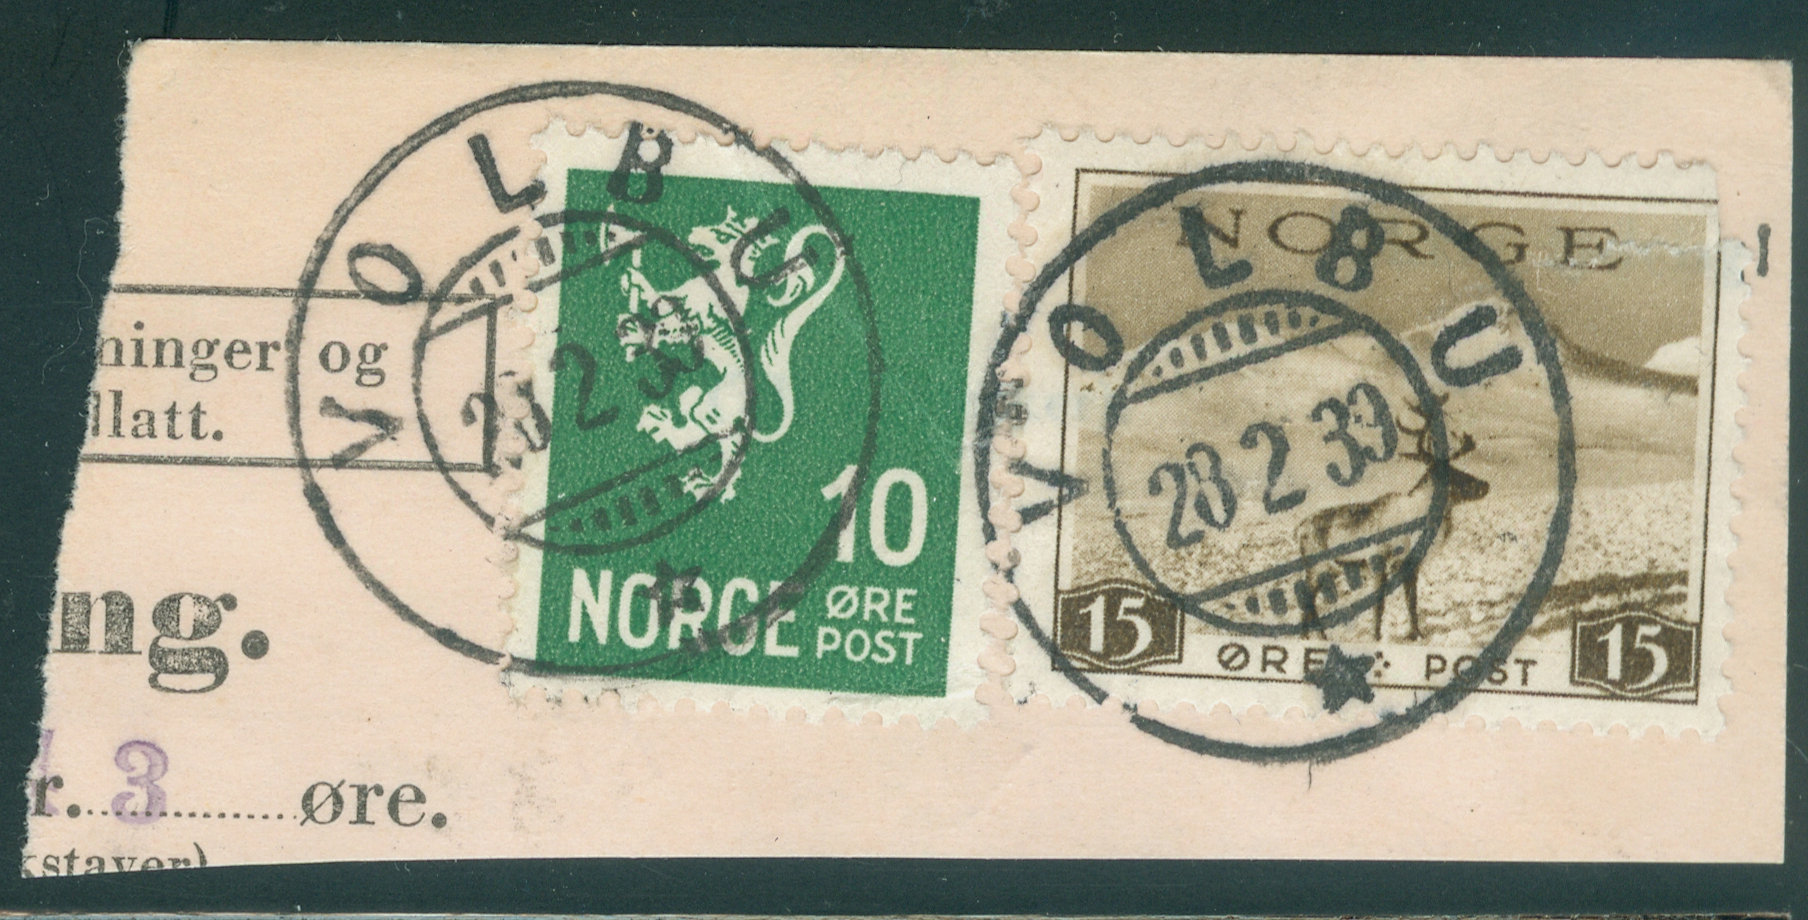 VOLBU
28 2 39
10
NORGE
ØRE
POST
VOLBU
28 2 39
NORGE
15
ØRE POST
15
ninger og
llatt.
ng.
r. 3 øre.
kstaver)